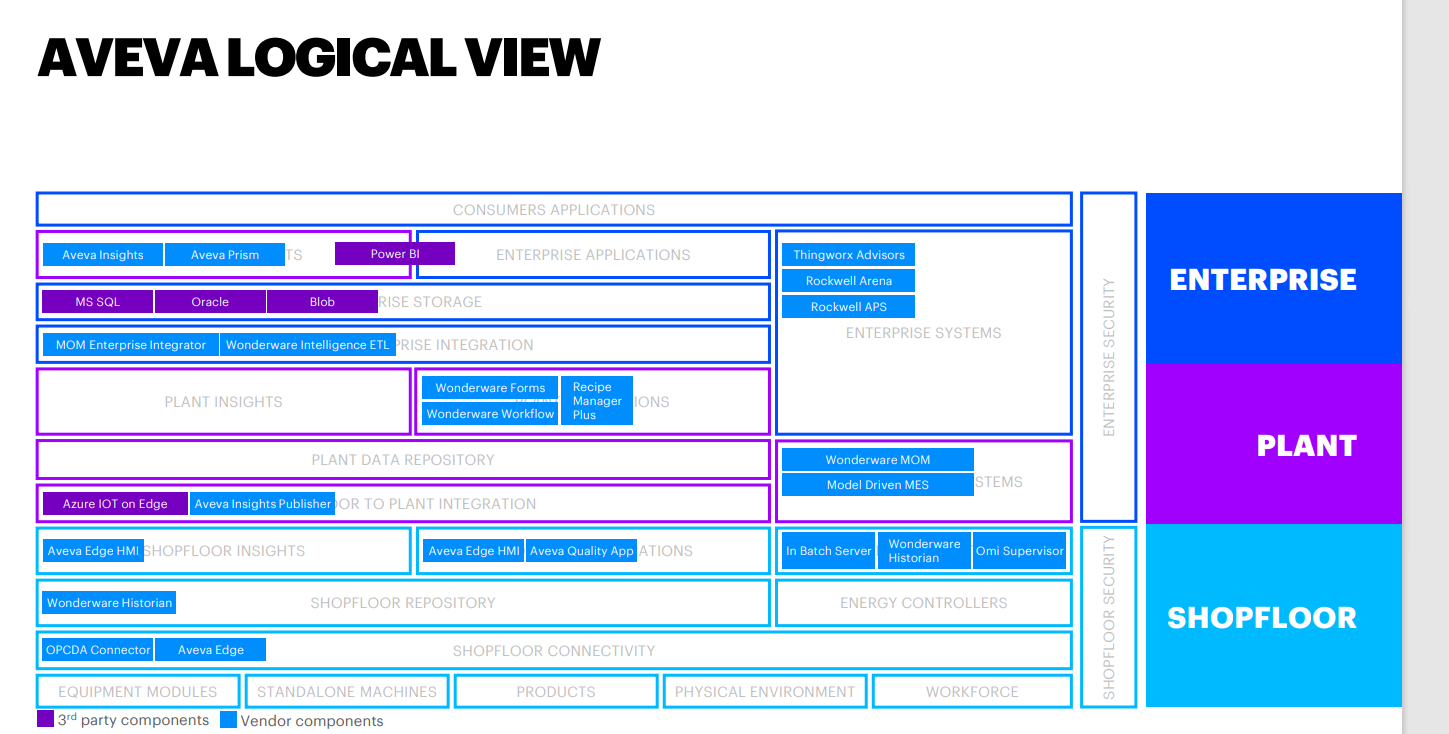 AVEVA LOGICAL VIEW
CONSUMERS APPLICATIONS
Aveva Insights
Aveva Prism
TS
Power BI
ENTERPRISE APPLICATIONS
Thingworx Advisors
Rockwell Arena
Rockwell APS
ENTERPRISE SYSTEMS
MS SQL
Oracle
Blob
RISE STORAGE
MOM Enterprise Integrator
Wonderware Intelligence ETL
PRISE INTEGRATION
PLANT INSIGHTS
Wonderware Forms
Wonderware Workflow
Recipe
Manager
Plus
IONS
PLANT DATA REPOSITORY
Wonderware MOM
Model Driven MES
STEMS
Azure IOT on Edge
Aveva Insights Publisher
OOR TO PLANT INTEGRATION
Aveva Edge HMI
SHOPFLOOR INSIGHTS
Aveva Edge HMI
Aveva Quality App
ATIONS
In Batch Server
Wonderware
Historian
Omi Supervisor
Wonderware Historian
SHOPFLOOR REPOSITORY
ENERGY CONTROLLERS
OPCDA Connector
Aveva Edge
SHOPFLOOR CONNECTIVITY
EQUIPMENT MODULES
STANDALONE MACHINES
PRODUCTS
PHYSICAL ENVIRONMENT
WORKFORCE
ENTERPRISE SECURITY
SHOPFLOOR SECURITY
ENTERPRISE
PLANT
SHOPFLOOR
3rd party components
Vendor components